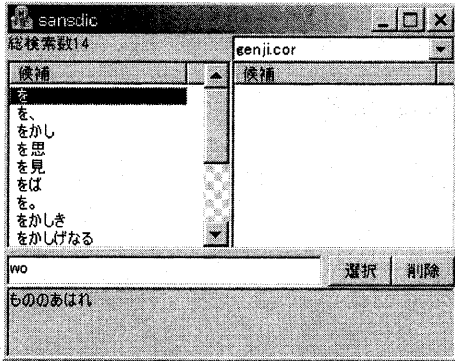 sansdic
総検索数14
genji.cor
候補
候補
を
を、
をかし
を思
を見
をば
を。
をかしき
をかしげなる
wo
選択
削除
もののあはれ